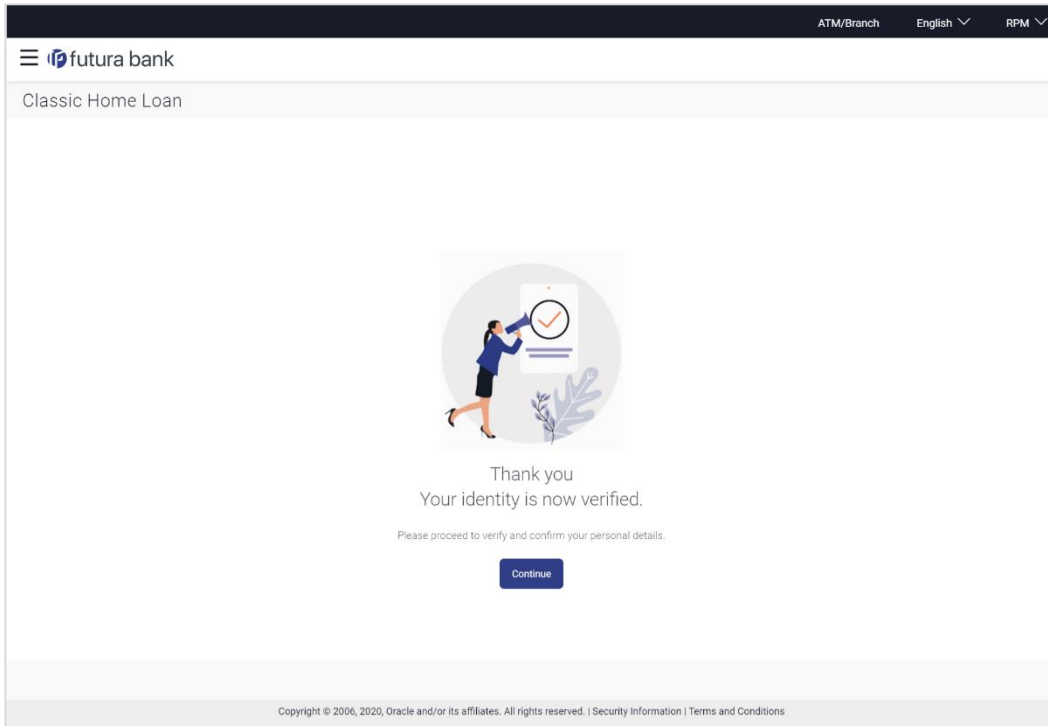 ATM/Branch English RPM
futura bank
Classic Home Loan
Thank you
Your identity is now verified.
Please proceed to verify and confirm your personal details.
Continue
Copyright © 2006, 2020, Oracle and/or its affiliates. All rights reserved. | Security Information | Terms and Conditions